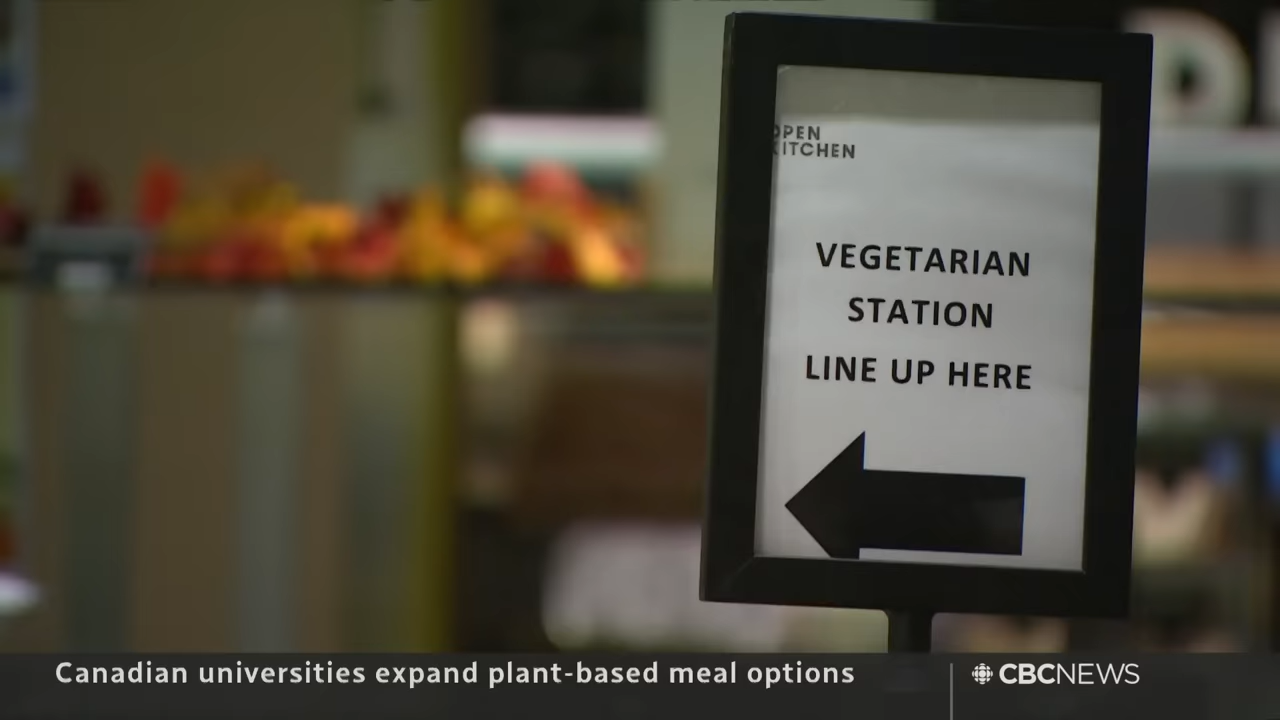 OPEN
KITCHEN
VEGETARIAN
STATION
LINE UP HERE
Canadian universities expand plant-based meal options
CBCNEWS